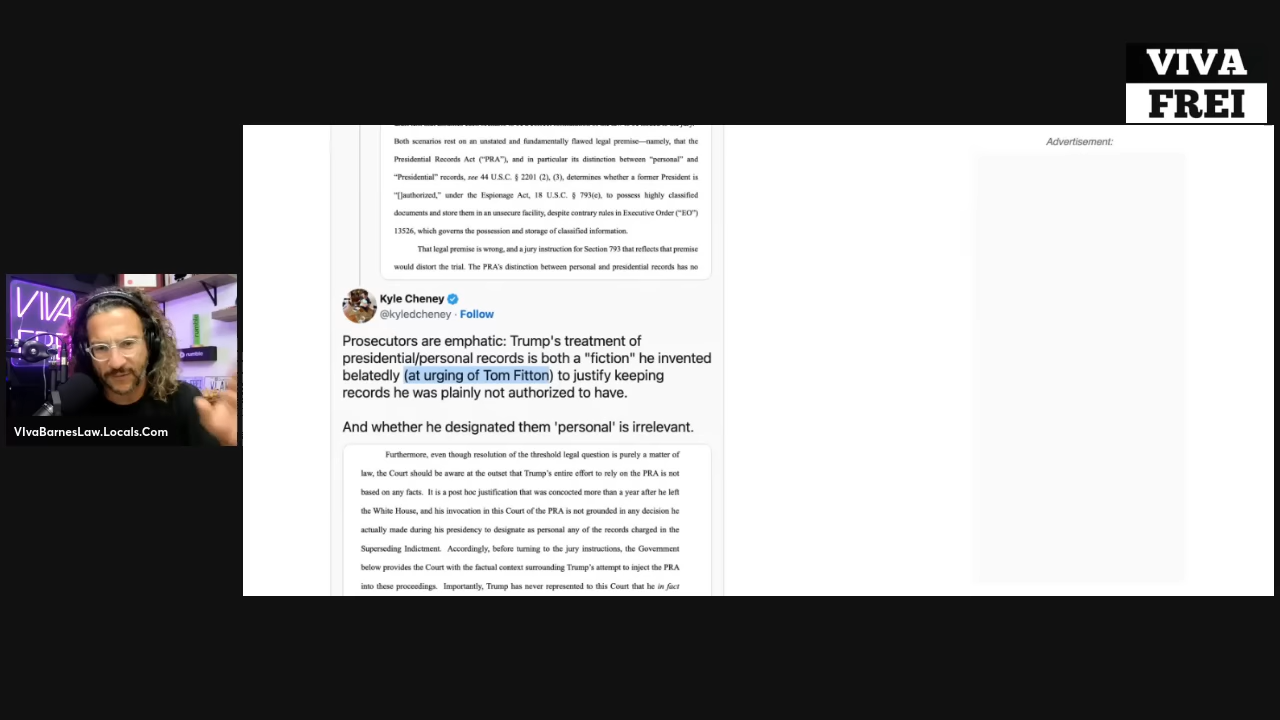 VIVA
FREI
Advertisement:
Both scenarios rest on an unstated and fundamentally flawed legal premise—namely, that the
Presidential Records Act (“PRA”), and in particular its distinction between “personal” and
“Presidential” records, see 44 U.S.C. § 2201 (2), (3), determines whether a former President is
“[]authorized,” under the Espionage Act, 18 U.S.C. § 793(e), to possess highly classified
documents and store them in an unsecure facility, despite contrary rules in Executive Order (“EO”)
13526, which governs the possession and storage of classified information.
That legal premise is wrong, and a jury instruction for Section 793 that reflects that premise
would distort the trial. The PRA's distinction between personal and presidential records has no
Kyle Cheney
@kyledcheney · Follow
Prosecutors are emphatic: Trump's treatment of
presidential/personal records is both a "fiction" he invented
belatedly (at urging of Tom Fitton) to justify keeping
records he was plainly not authorized to have.
And whether he designated them 'personal' is irrelevant.
Furthermore, even though resolution of the threshold legal question is purely a matter of
law, the Court should be aware at the outset that Trump's entire effort to rely on the PRA is not
based on any facts. It is a post hoc justification that was concocted more than a year after he left
the White House, and his invocation in this Court of the PRA is not grounded in any decision he
actually made during his presidency to designate as personal any of the records charged in the
Superseding Indictment. Accordingly, before turning to the jury instructions, the Government
below provides the Court with the factual context surrounding Trump's attempt to inject the PRA
into these proceedings. Importantly, Trump has never represented to this Court that he in fact
VIVA
rumble
VIvaBarnesLaw.Locals.Com